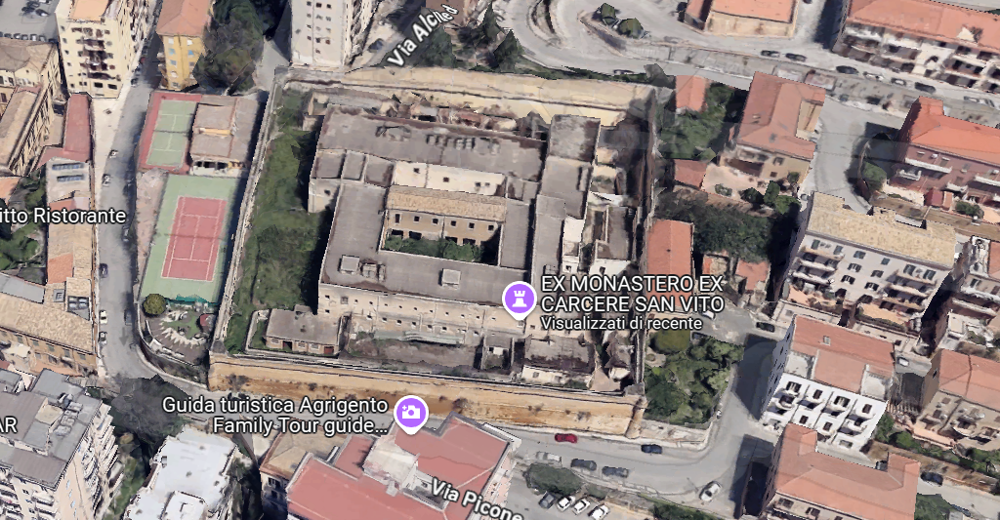 Via Alcied
itto Ristorante
EX MONASTERO EX
CARCERE SAN VITO
Visualizzati di recente
Guida turistica Agrigento
Family Tour guide...
AR
Via Picone